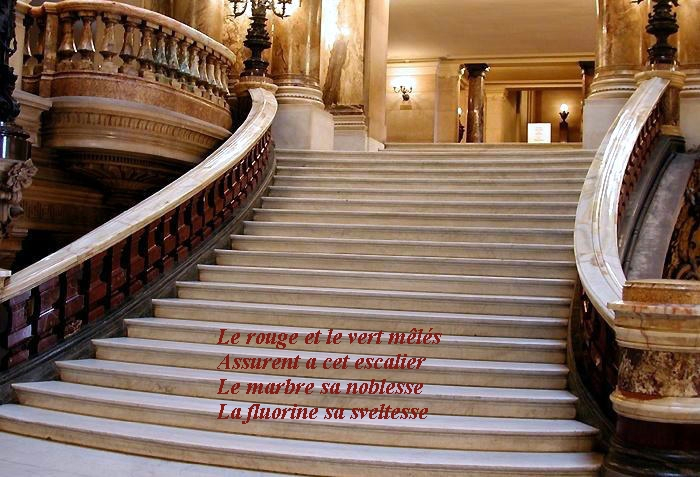 Le rouge et le vert mêlés
Assurent a cet escalier
Le marbre sa noblesse
La fluorine sa sveltesse